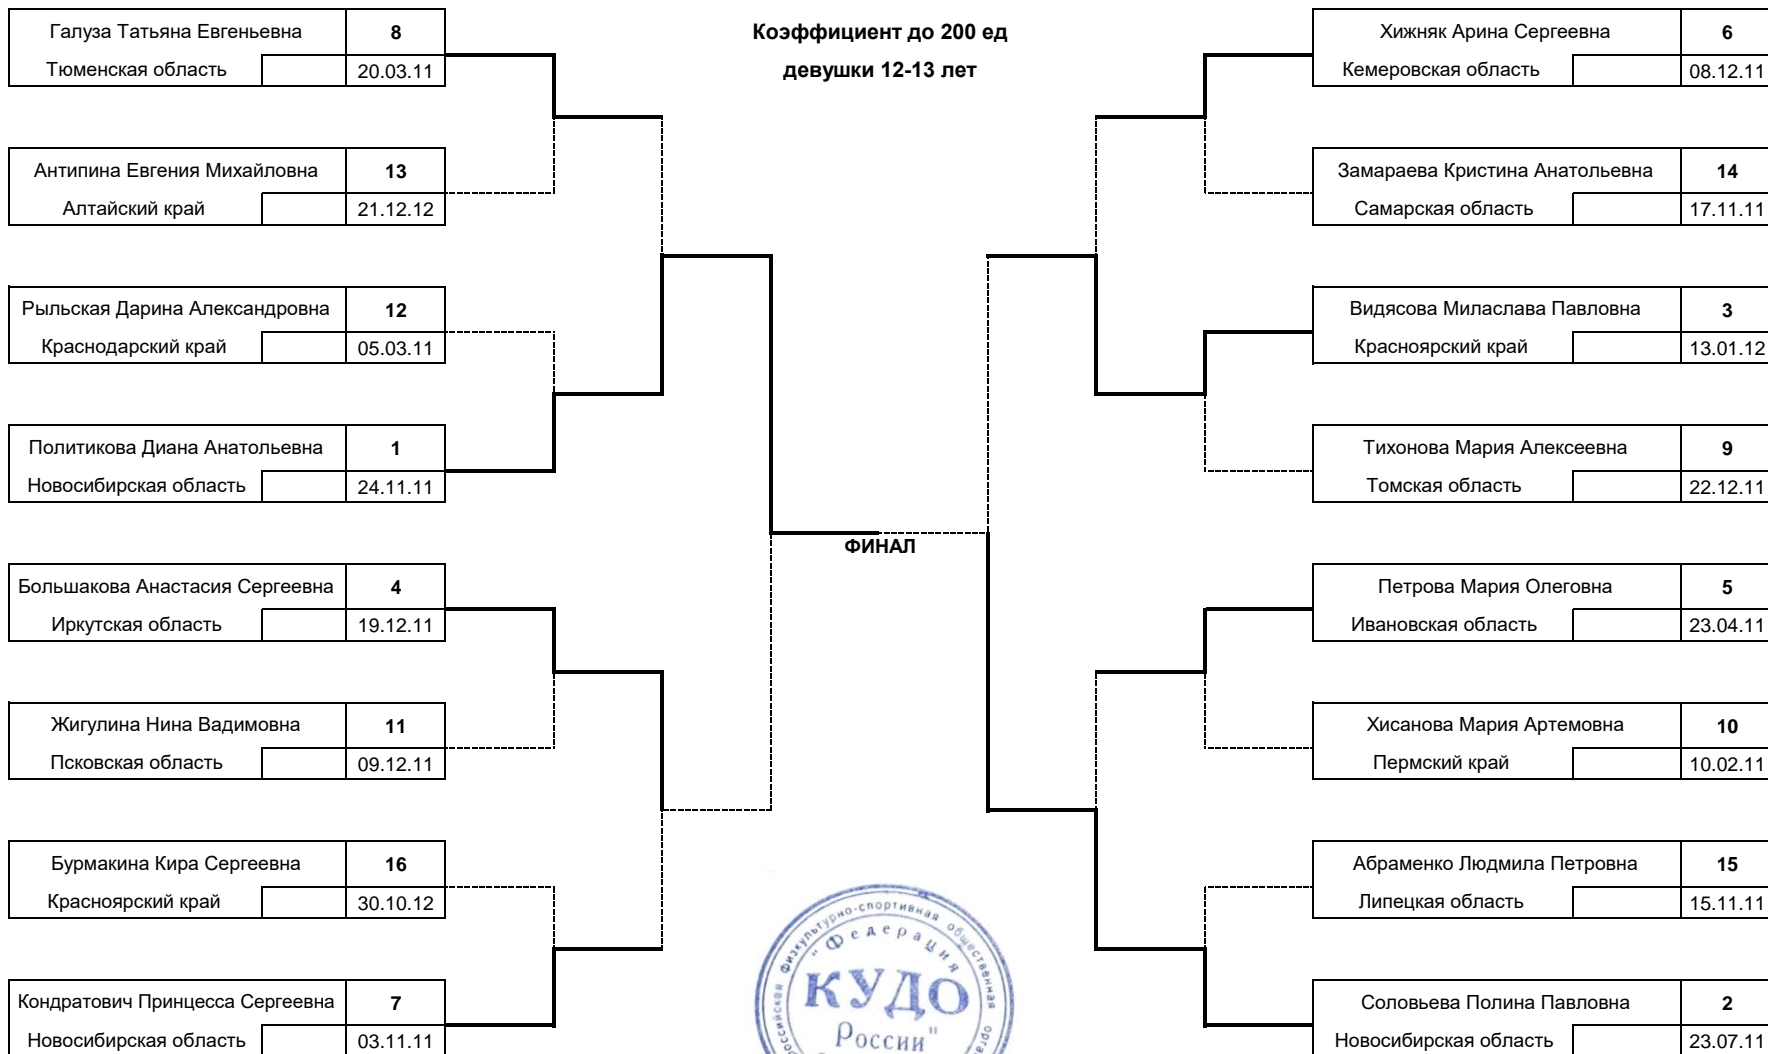 Коэффициент до 200 ед
девушки 12-13 лет
Галуза Татьяна Евгеньевна 8
Тюменская область 20.03.11
Антипина Евгения Михайловна 13
Алтайский край 21.12.12
Рыльская Дарина Александровна 12
Краснодарский край 05.03.11
Политикова Диана Анатольевна 1
Новосибирская область 24.11.11
Большакова Анастасия Сергеевна 4
Иркутская область 19.12.11
Жигулина Нина Вадимовна 11
Псковская область 09.12.11
Бурмакина Кира Сергеевна 16
Красноярский край 30.10.12
Кондратович Принцесса Сергеевна 7
Новосибирская область 03.11.11
ФИНАЛ
Хижняк Арина Сергеевна 6
Кемеровская область 08.12.11
Замараева Кристина Анатольевна 14
Самарская область 17.11.11
Видясова Миласлава Павловна 3
Красноярский край 13.01.12
Тихонова Мария Алексеевна 9
Томская область 22.12.11
Петрова Мария Олеговна 5
Ивановская область 23.04.11
Хисанова Мария Артемовна 10
Пермский край 10.02.11
Абраменко Людмила Петровна 15
Липецкая область 15.11.11
Соловьева Полина Павловна 2
Новосибирская область 23.07.11
физкультурно-спортивная общественная
"Федерация
КУДО
России"